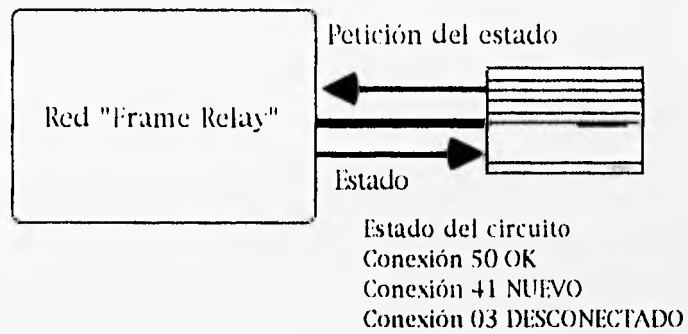 Petición del estado
Red "Frame Relay"
Estado
Estado del circuito
Conexión 50 OK
Conexión 41 NUEVO
Conexión 03 DESCONECTADO